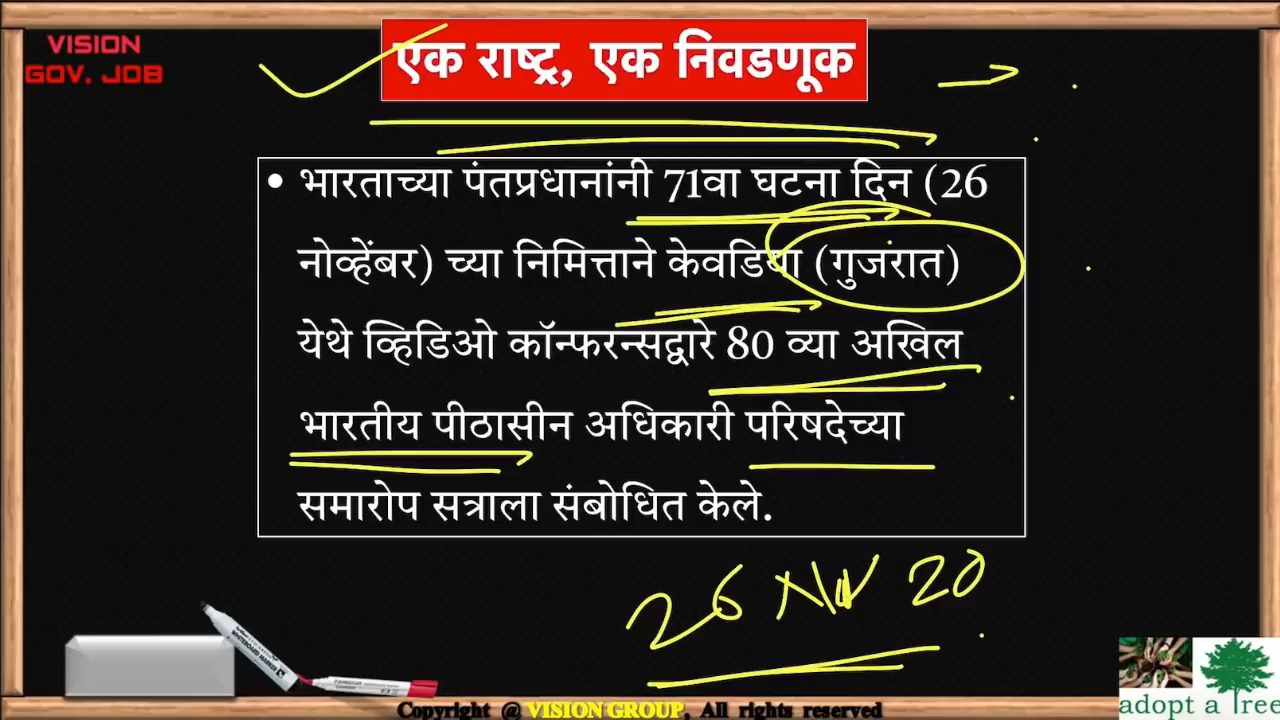 VISION
GOV. JOB
एक राष्ट्र, एक निवडणूक
• भारताच्या पंतप्रधानांनी 71वा घटना दिन (26
नोव्हेंबर) च्या निमित्ताने केवडिया (गुजरात)
येथे व्हिडिओ कॉन्फरन्सद्वारे 80 व्या अखिल
भारतीय पीठासीन अधिकारी परिषदेच्या
समारोप सत्राला संबोधित केले.
26 Nov 20
adopt a Tree
Copyright @ VISION GROUP, All rights reserved